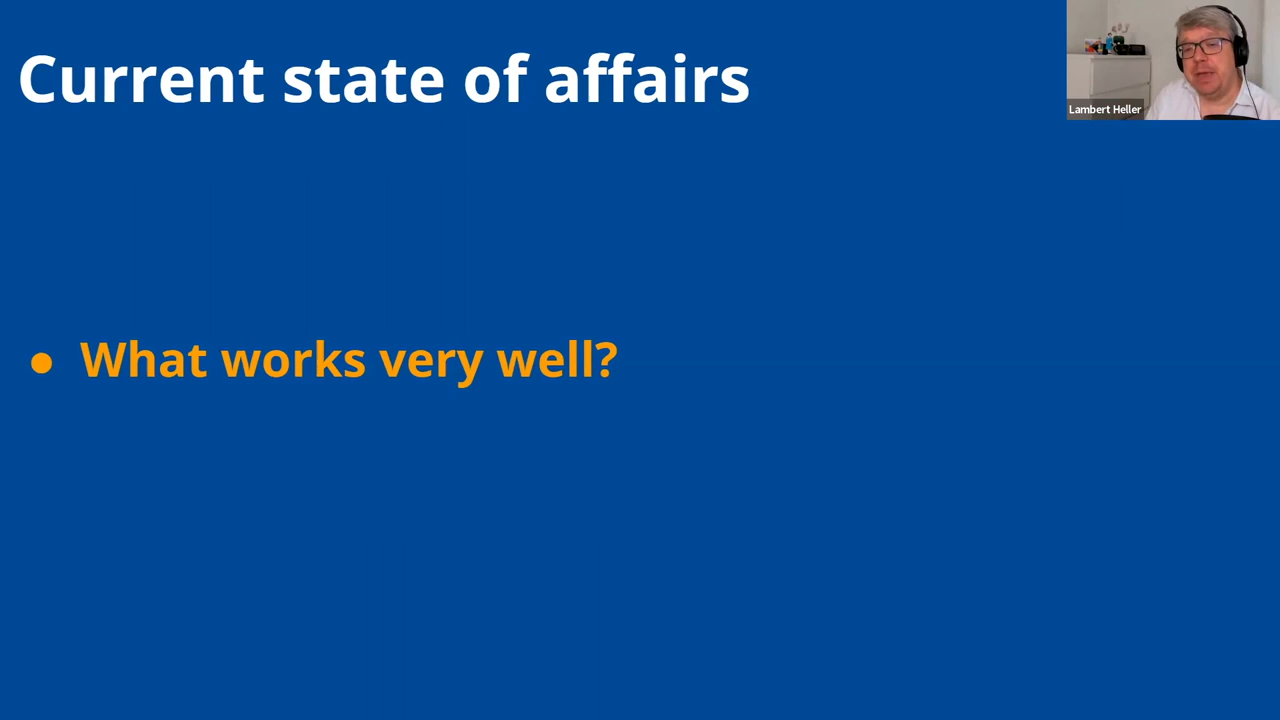 Current state of affairs
Lambert Heller
● What works very well?